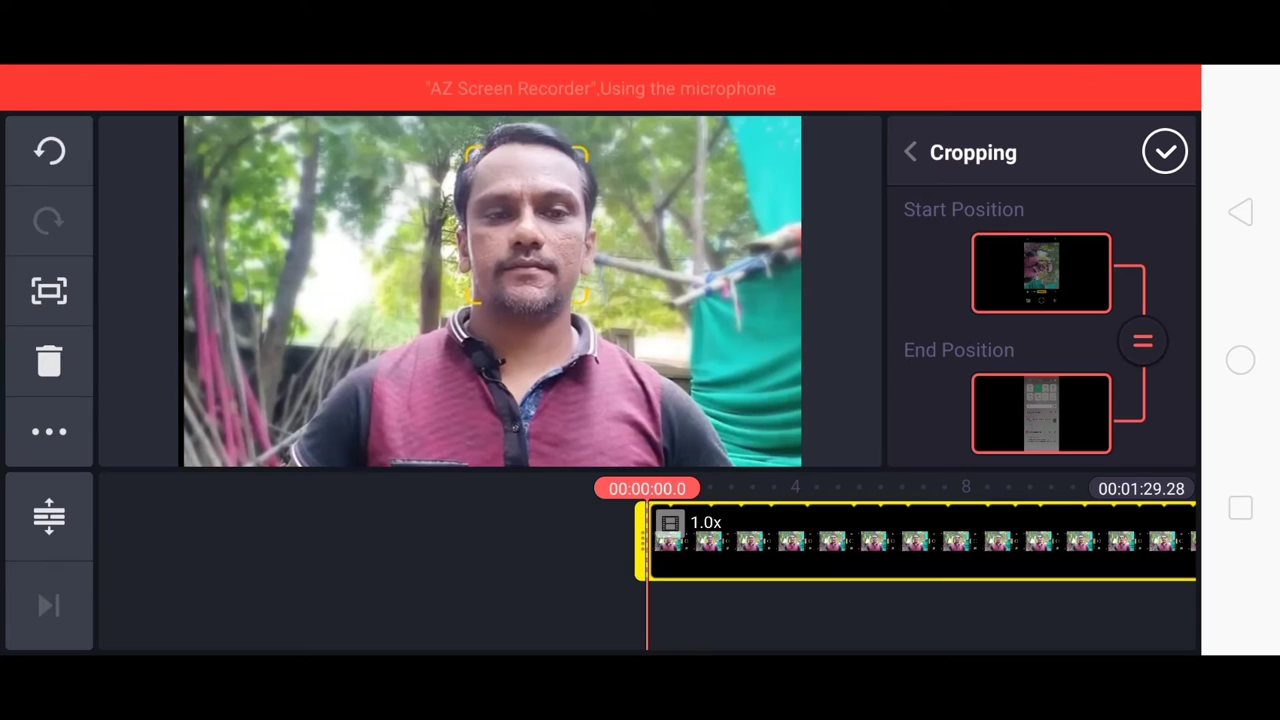 "AZ Screen Recorder",Using the microphone
Cropping
Start Position
End Position
00:00:00.0
4
8
00:01:29.28
1.0x